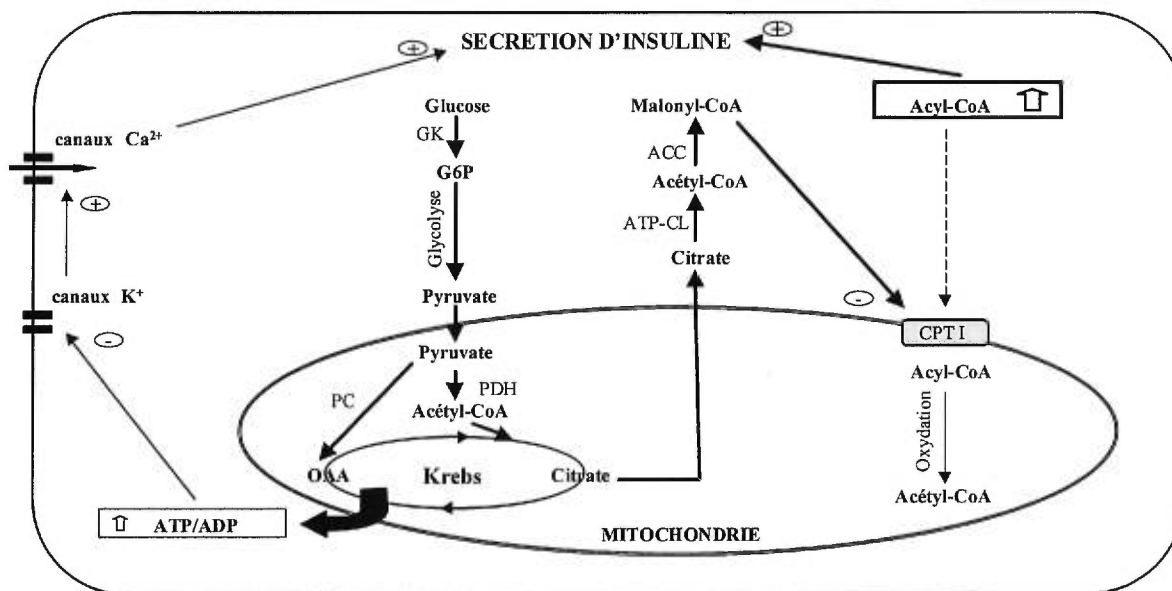 SECRETION D'INSULINE
+
+
Glucose
GK
G6P
Glycolyse
Pyruvate
Pyruvate
PC
PDH
Acétyl-CoA
OAA
Krebs
Citrate
Malonyl-CoA
ACC
Acétyl-CoA
ATP-CL
Citrate
Acyl-CoA
-
CPT I
Acyl-CoA
Oxydation
Acétyl-CoA
canaux Ca²⁺
+
canaux K⁺
-
ATP/ADP
MITOCHONDRIE